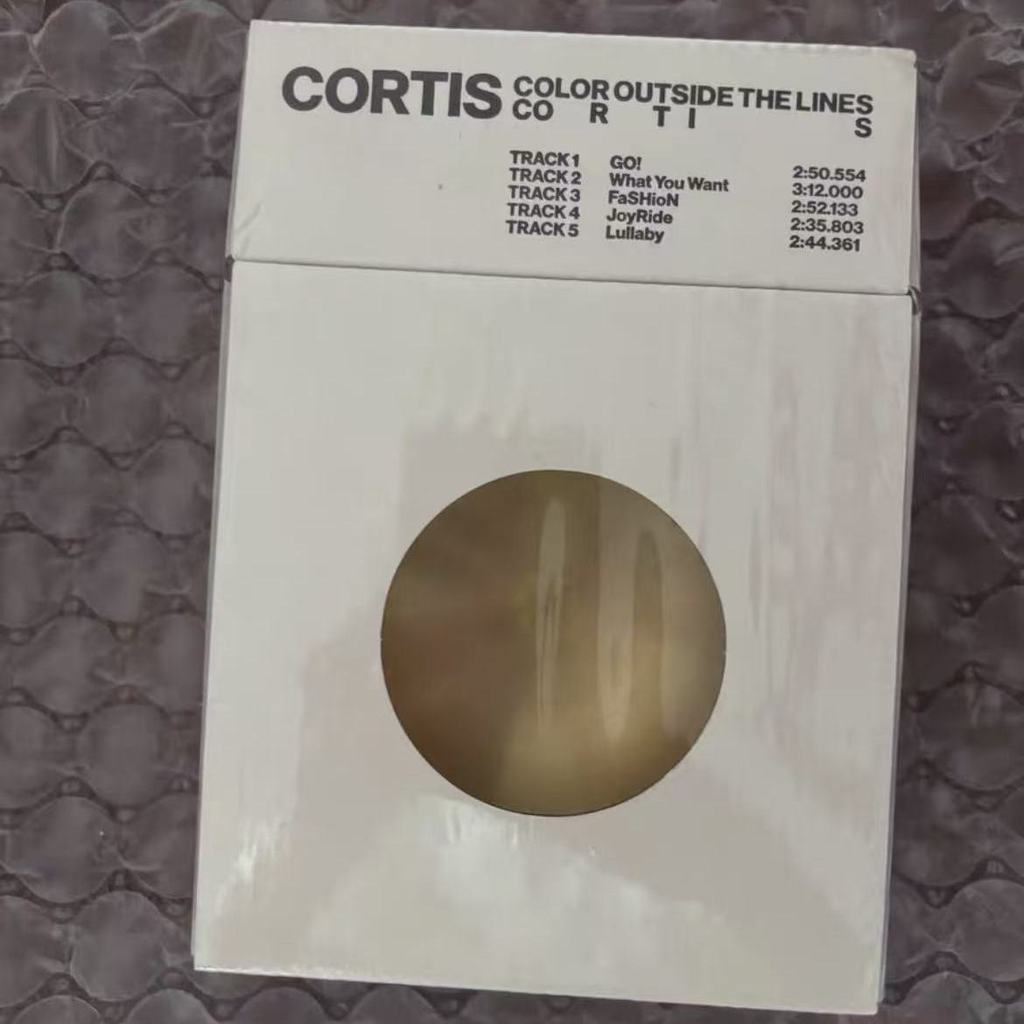 CORTIS COLOR OUTSIDE THE LINES
CO R T I S
TRACK 1 GO! 2:50.554
TRACK 2 What You Want 3:12.000
TRACK 3 FaSHioN 2:52.133
TRACK 4 JoyRide 2:35.803
TRACK 5 Lullaby 2:44.361